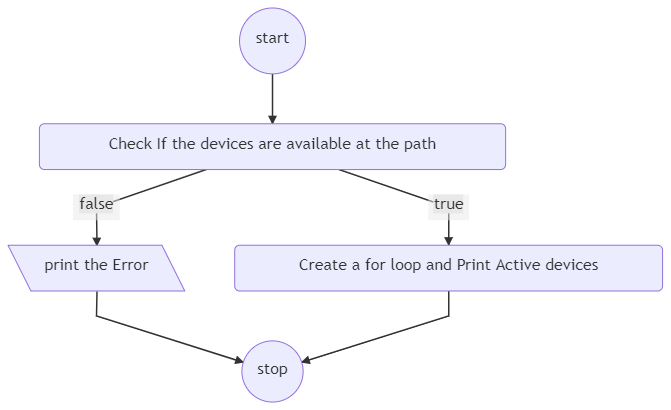 start
Check If the devices are available at the path
false
true
print the Error
Create a for loop and Print Active devices
stop